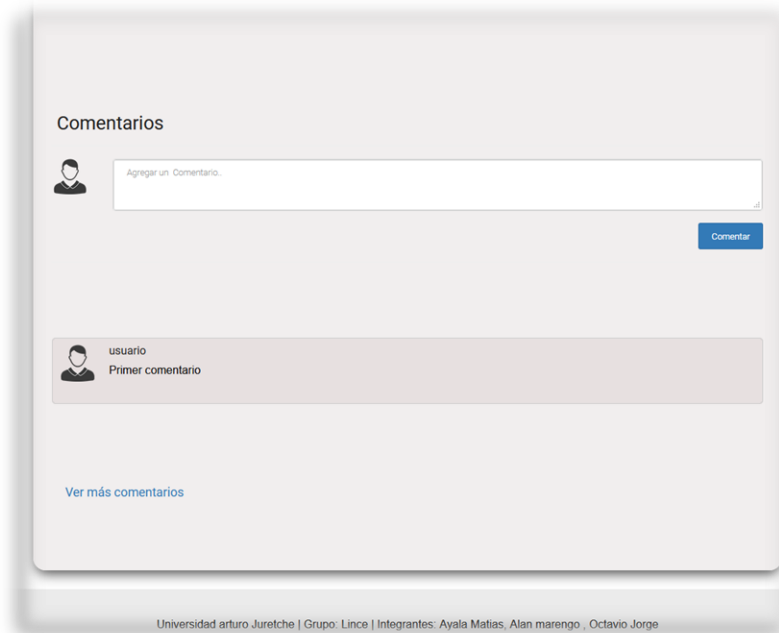 Comentarios
Agregar un Comentario..
Comentar
usuario
Primer comentario
Ver más comentarios
Universidad arturo Juretche | Grupo: Lince | Integrantes: Ayala Matias, Alan marengo , Octavio Jorge